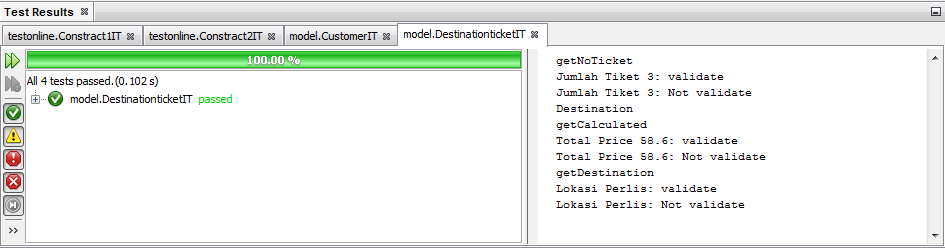 Test Results
testonline.Constract1IT
testonline.Constract2IT
model.CustomerIT
model.DestinationticketIT
100.00 %
All 4 tests passed.(0.102 s)
model.DestinationticketIT passed
getNoTicket
Jumlah Tiket 3: validate
Jumlah Tiket 3: Not validate
Destination
getCalculated
Total Price 58.6: validate
Total Price 58.6: Not validate
getDestination
Lokasi Perlis: validate
Lokasi Perlis: Not validate